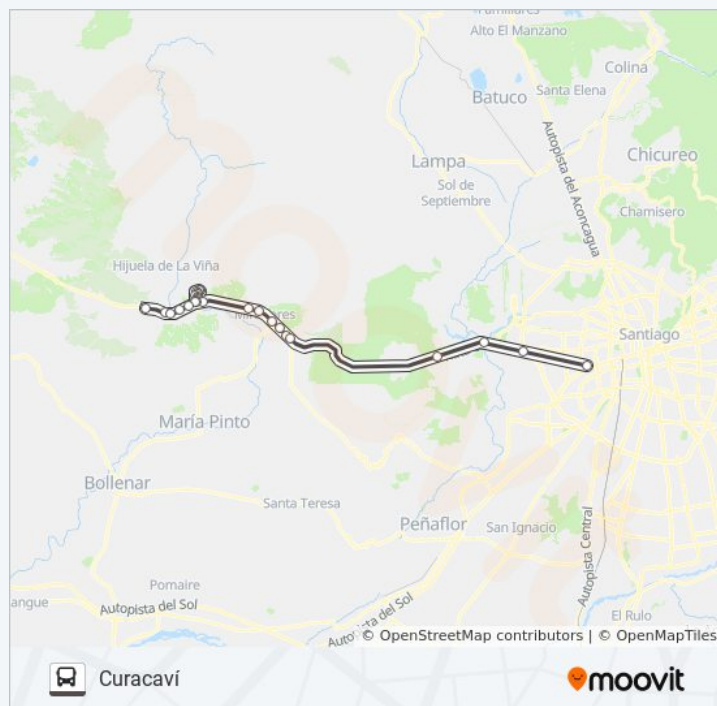 Familiares
Alto El Manzano
Colina
Santa Elena
Batuco
Autopista del Aconcagua
Chicureo
Lampa
Sol de
Septiembre
Chamisero
Hijuela de La Viña
Santiago
María Pinto
Bollenar
Santa Teresa
Peñaflor
San Ignacio
Autopista Central
Pomaire
angue
Autopista del Sol
Autopista del Sol
El Rulo
© OpenStreetMap contributors | © OpenMapTiles
Curacaví
moovit